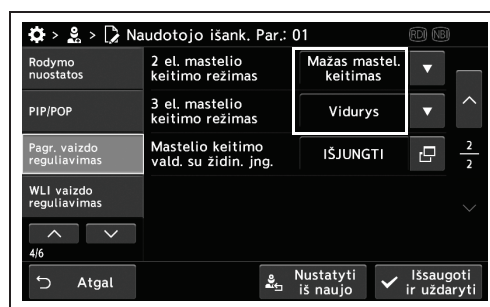 > > Naudotojo išank. Par.: 01 RDI NBI
Rodymo
nuostatos
2 el. mastelio
keitimo režimas
Mažas mastel.
keitimas
PIP/POP
3 el. mastelio
keitimo režimas
Vidurys
Pagr. vaizdo
reguliavimas
Mastelio keitimo
vald. su židin. jng.
IŠJUNGTI
2
2
WLI vaizdo
reguliavimas
4/6
Atgal
Nustatyti
iš naujo
Išsaugoti
ir uždaryti